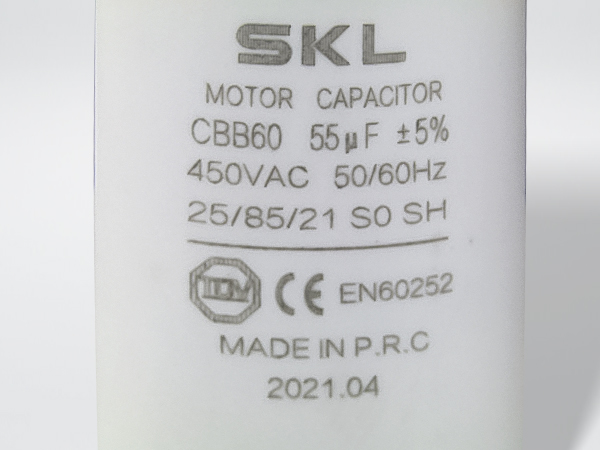 SKL
MOTOR CAPACITOR
CBB60 55μF ±5%
450VAC 50/60Hz
25/85/21 S0 SH
TÜV CE EN60252
MADE IN P.R.C
2021.04